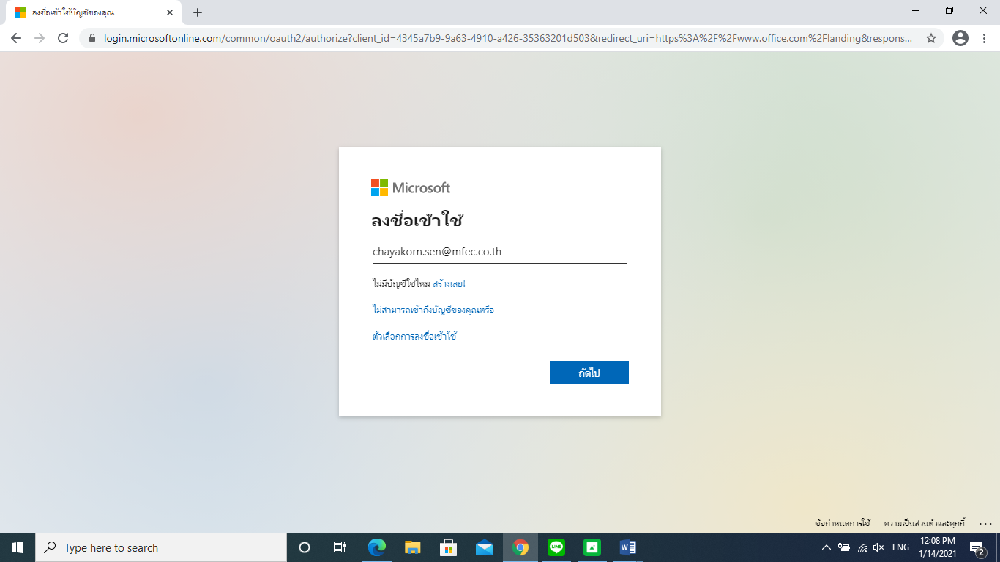 ลงชื่อเข้าใช้บัญชีของคุณ
login.microsoftonline.com/common/oauth2/authorize?client_id=4345a7b9-9a63-4910-a426-35363201d503&redirect_uri=https%3A%2F%2Fwww.office.com%2Flanding&respons...
Microsoft
ลงชื่อเข้าใช้
chayakorn.sen@mfec.co.th
ไม่มีบัญชีใช่ไหม สร้างเลย!
ไม่สามารถเข้าถึงบัญชีของคุณหรือ
ตัวเลือกการลงชื่อเข้าใช้
ถัดไป
ข้อกำหนดการใช้ ความเป็นส่วนตัวและคุกกี้ ...
Type here to search
LINE
ENG
12:08 PM
1/14/2021
2